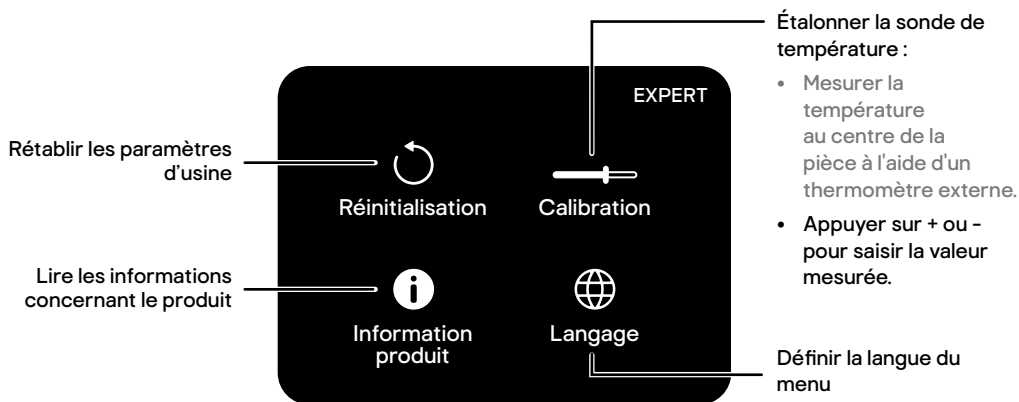 Étalonner la sonde de
température :
• Mesurer la
température
au centre de la
pièce à l'aide d'un
thermomètre externe.
• Appuyer sur + ou -
pour saisir la valeur
mesurée.
EXPERT
Rétablir les paramètres
d'usine
Réinitialisation
Calibration
Lire les informations
concernant le produit
Information
produit
Langage
Définir la langue du
menu